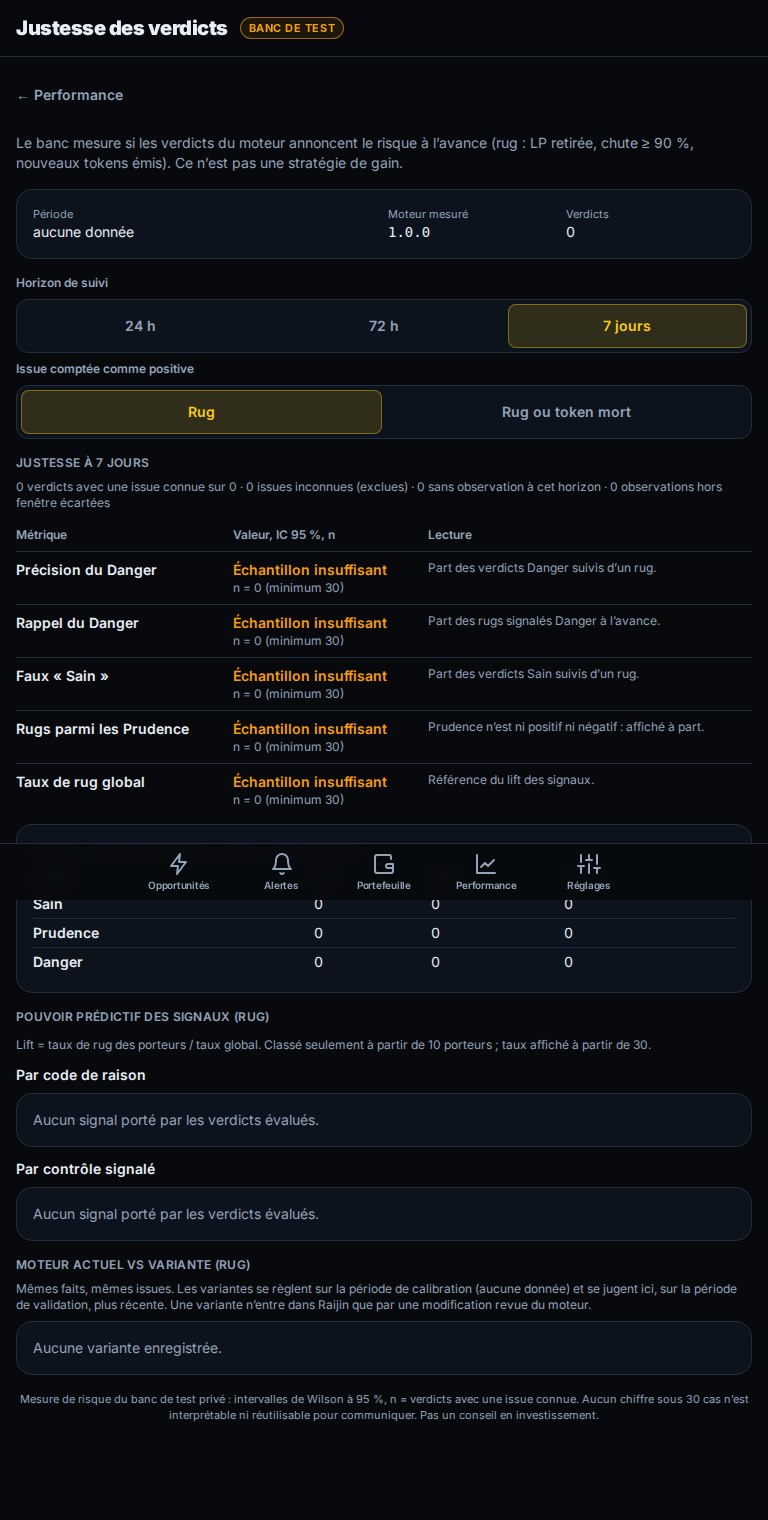 Justesse des verdicts BANC DE TEST
← Performance
Le banc mesure si les verdicts du moteur annoncent le risque à l’avance (rug : LP retirée, chute ≥ 90 %,
nouveaux tokens émis). Ce n’est pas une stratégie de gain.
Période Moteur mesuré Verdicts
aucune donnée 1.0.0 0
Horizon de suivi
24 h 72 h 7 jours
Issue comptée comme positive
Rug Rug ou token mort
JUSTESSE À 7 JOURS
0 verdicts avec une issue connue sur 0 · 0 issues inconnues (exclues) · 0 sans observation à cet horizon · 0 observations hors
fenêtre écartées
Métrique Valeur, IC 95 %, n Lecture
Précision du Danger Échantillon insuffisant Part des verdicts Danger suivis d’un rug.
n = 0 (minimum 30)
Rappel du Danger Échantillon insuffisant Part des rugs signalés Danger à l’avance.
n = 0 (minimum 30)
Faux « Sain » Échantillon insuffisant Part des verdicts Sain suivis d’un rug.
n = 0 (minimum 30)
Rugs parmi les Prudence Échantillon insuffisant Prudence n’est ni positif ni négatif : affiché à part.
n = 0 (minimum 30)
Taux de rug global Échantillon insuffisant Référence du lift des signaux.
n = 0 (minimum 30)
Opportunités Alertes Portefeuille Performance Réglages
Sain 0 0 0
Prudence 0 0 0
Danger 0 0 0
POUVOIR PRÉDICTIF DES SIGNAUX (RUG)
Lift = taux de rug des porteurs / taux global. Classé seulement à partir de 10 porteurs ; taux affiché à partir de 30.
Par code de raison
Aucun signal porté par les verdicts évalués.
Par contrôle signalé
Aucun signal porté par les verdicts évalués.
MOTEUR ACTUEL VS VARIANTE (RUG)
Mêmes faits, mêmes issues. Les variantes se règlent sur la période de calibration (aucune donnée) et se jugent ici, sur la période
de validation, plus récente. Une variante n’entre dans Raijin que par une modification revue du moteur.
Aucune variante enregistrée.
Mesure de risque du banc de test privé : intervalles de Wilson à 95 %, n = verdicts avec une issue connue. Aucun chiffre sous 30 cas n’est
interprétable ni réutilisable pour communiquer. Pas un conseil en investissement.